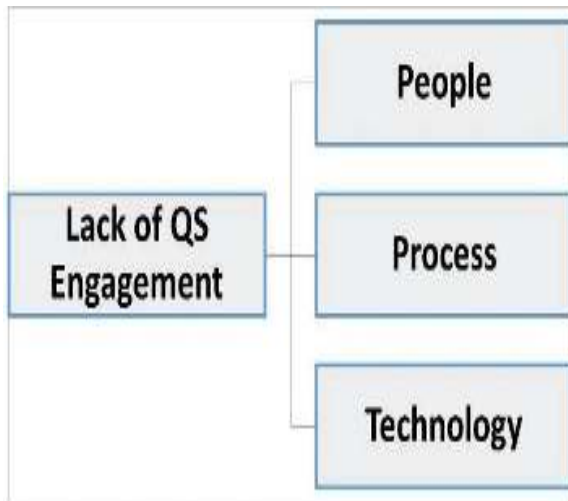 People
Lack of QS
Engagement
Process
Technology